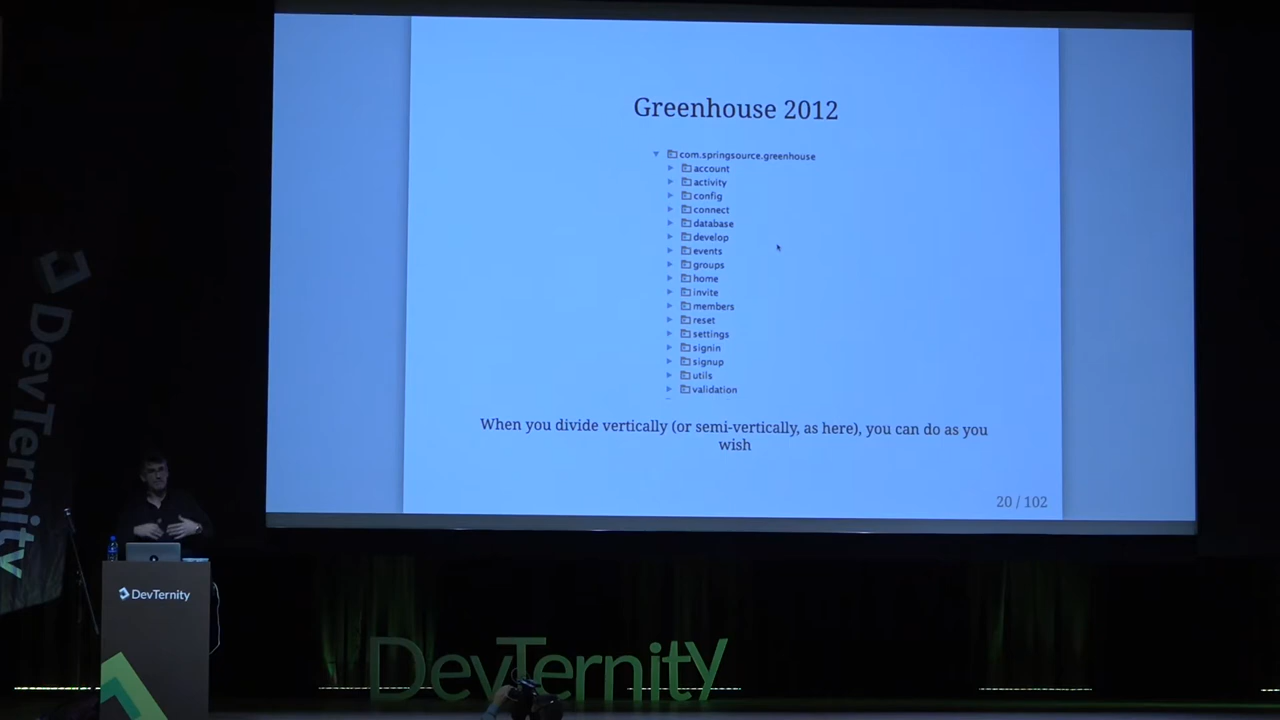 Greenhouse 2012
com.springsource.greenhouse
account
activity
config
connect
database
develop
events
groups
home
invite
members
reset
settings
signin
signup
utils
validation
When you divide vertically (or semi-vertically, as here), you can do as you
wish
20 / 102
DevTernity
DevTernity
DevTernity